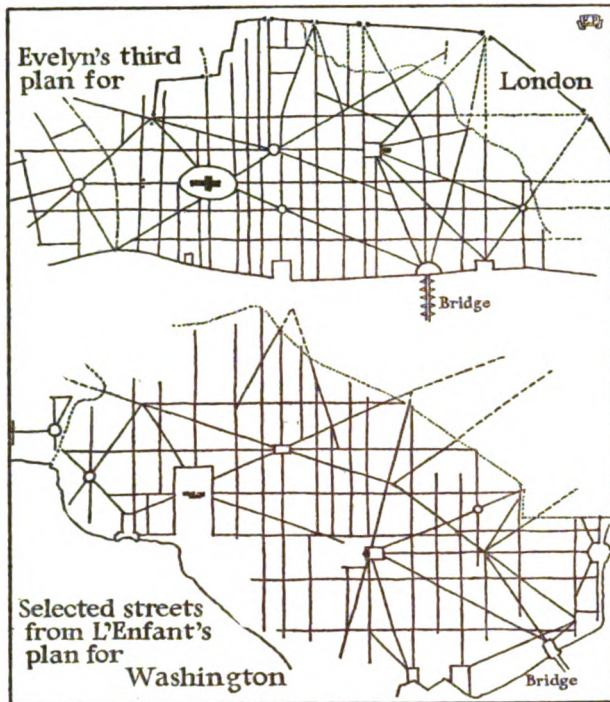 Evelyn's third
plan for
London
Bridge
Selected streets
from L'Enfant's
plan for
Washington
Bridge